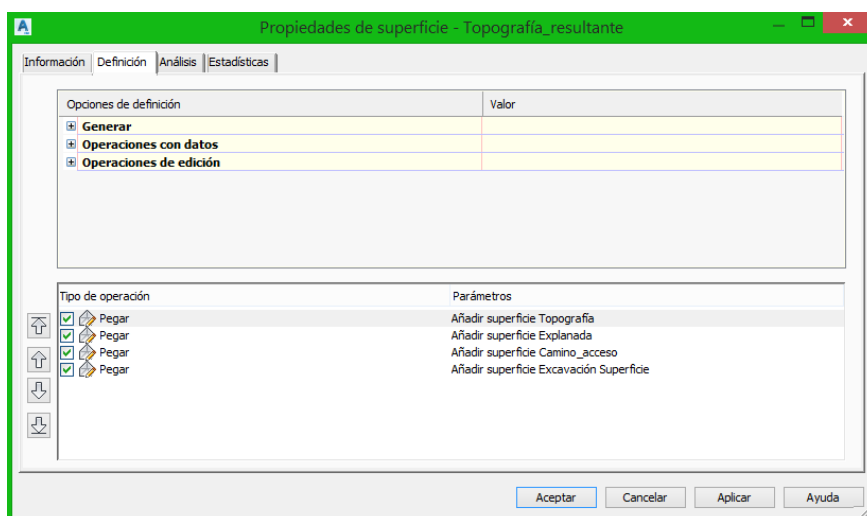 Propiedades de superficie - Topografía_resultante
Información Definición Análisis Estadísticas
Opciones de definición Valor
Generar
Operaciones con datos
Operaciones de edición
Tipo de operación Parámetros
Pegar Añadir superficie Topografía
Pegar Añadir superficie Explanada
Pegar Añadir superficie Camino_acceso
Pegar Añadir superficie Excavación Superficie
Aceptar Cancelar Aplicar Ayuda